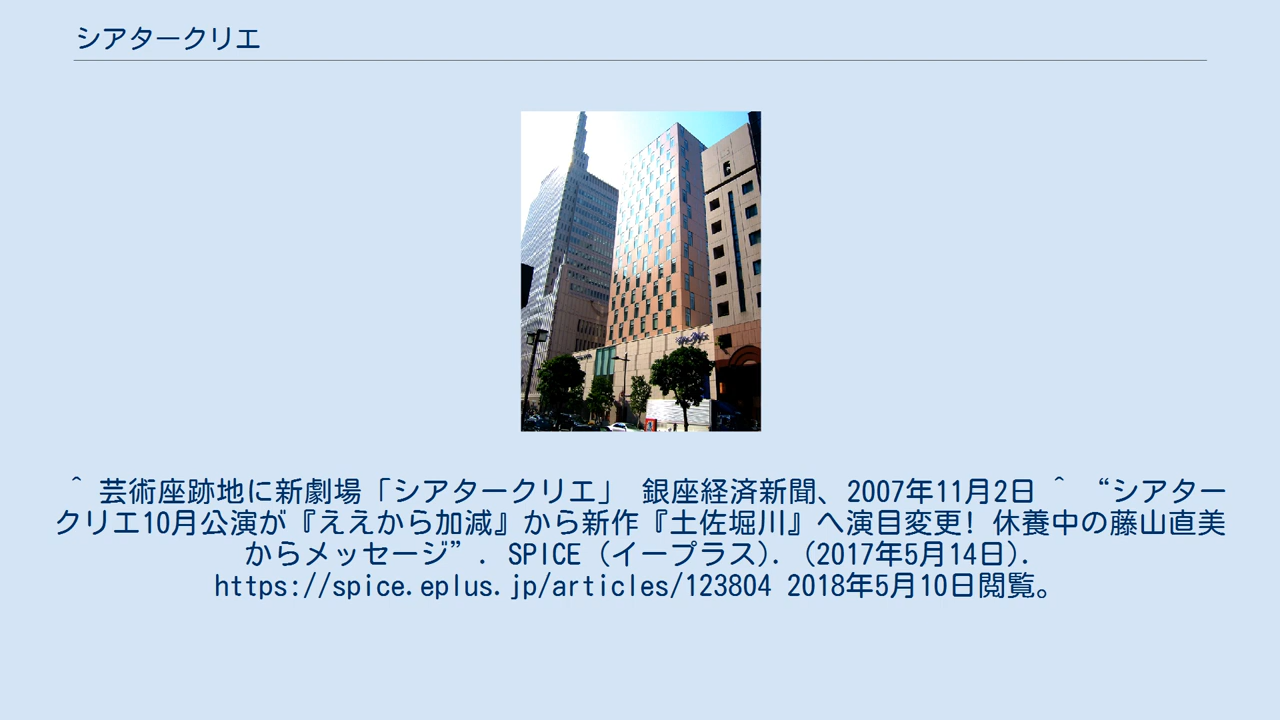 シアタークリエ
^ 芸術座跡地に新劇場「シアタークリエ」 銀座経済新聞、2007年11月2日 ^ “シアター
クリエ10月公演が『ええから加減』から新作『土佐堀川』へ演目変更! 休養中の藤山直美
からメッセージ”. SPICE (イープラス). (2017年5月14日).
https://spice.eplus.jp/articles/123804 2018年5月10日閲覧。